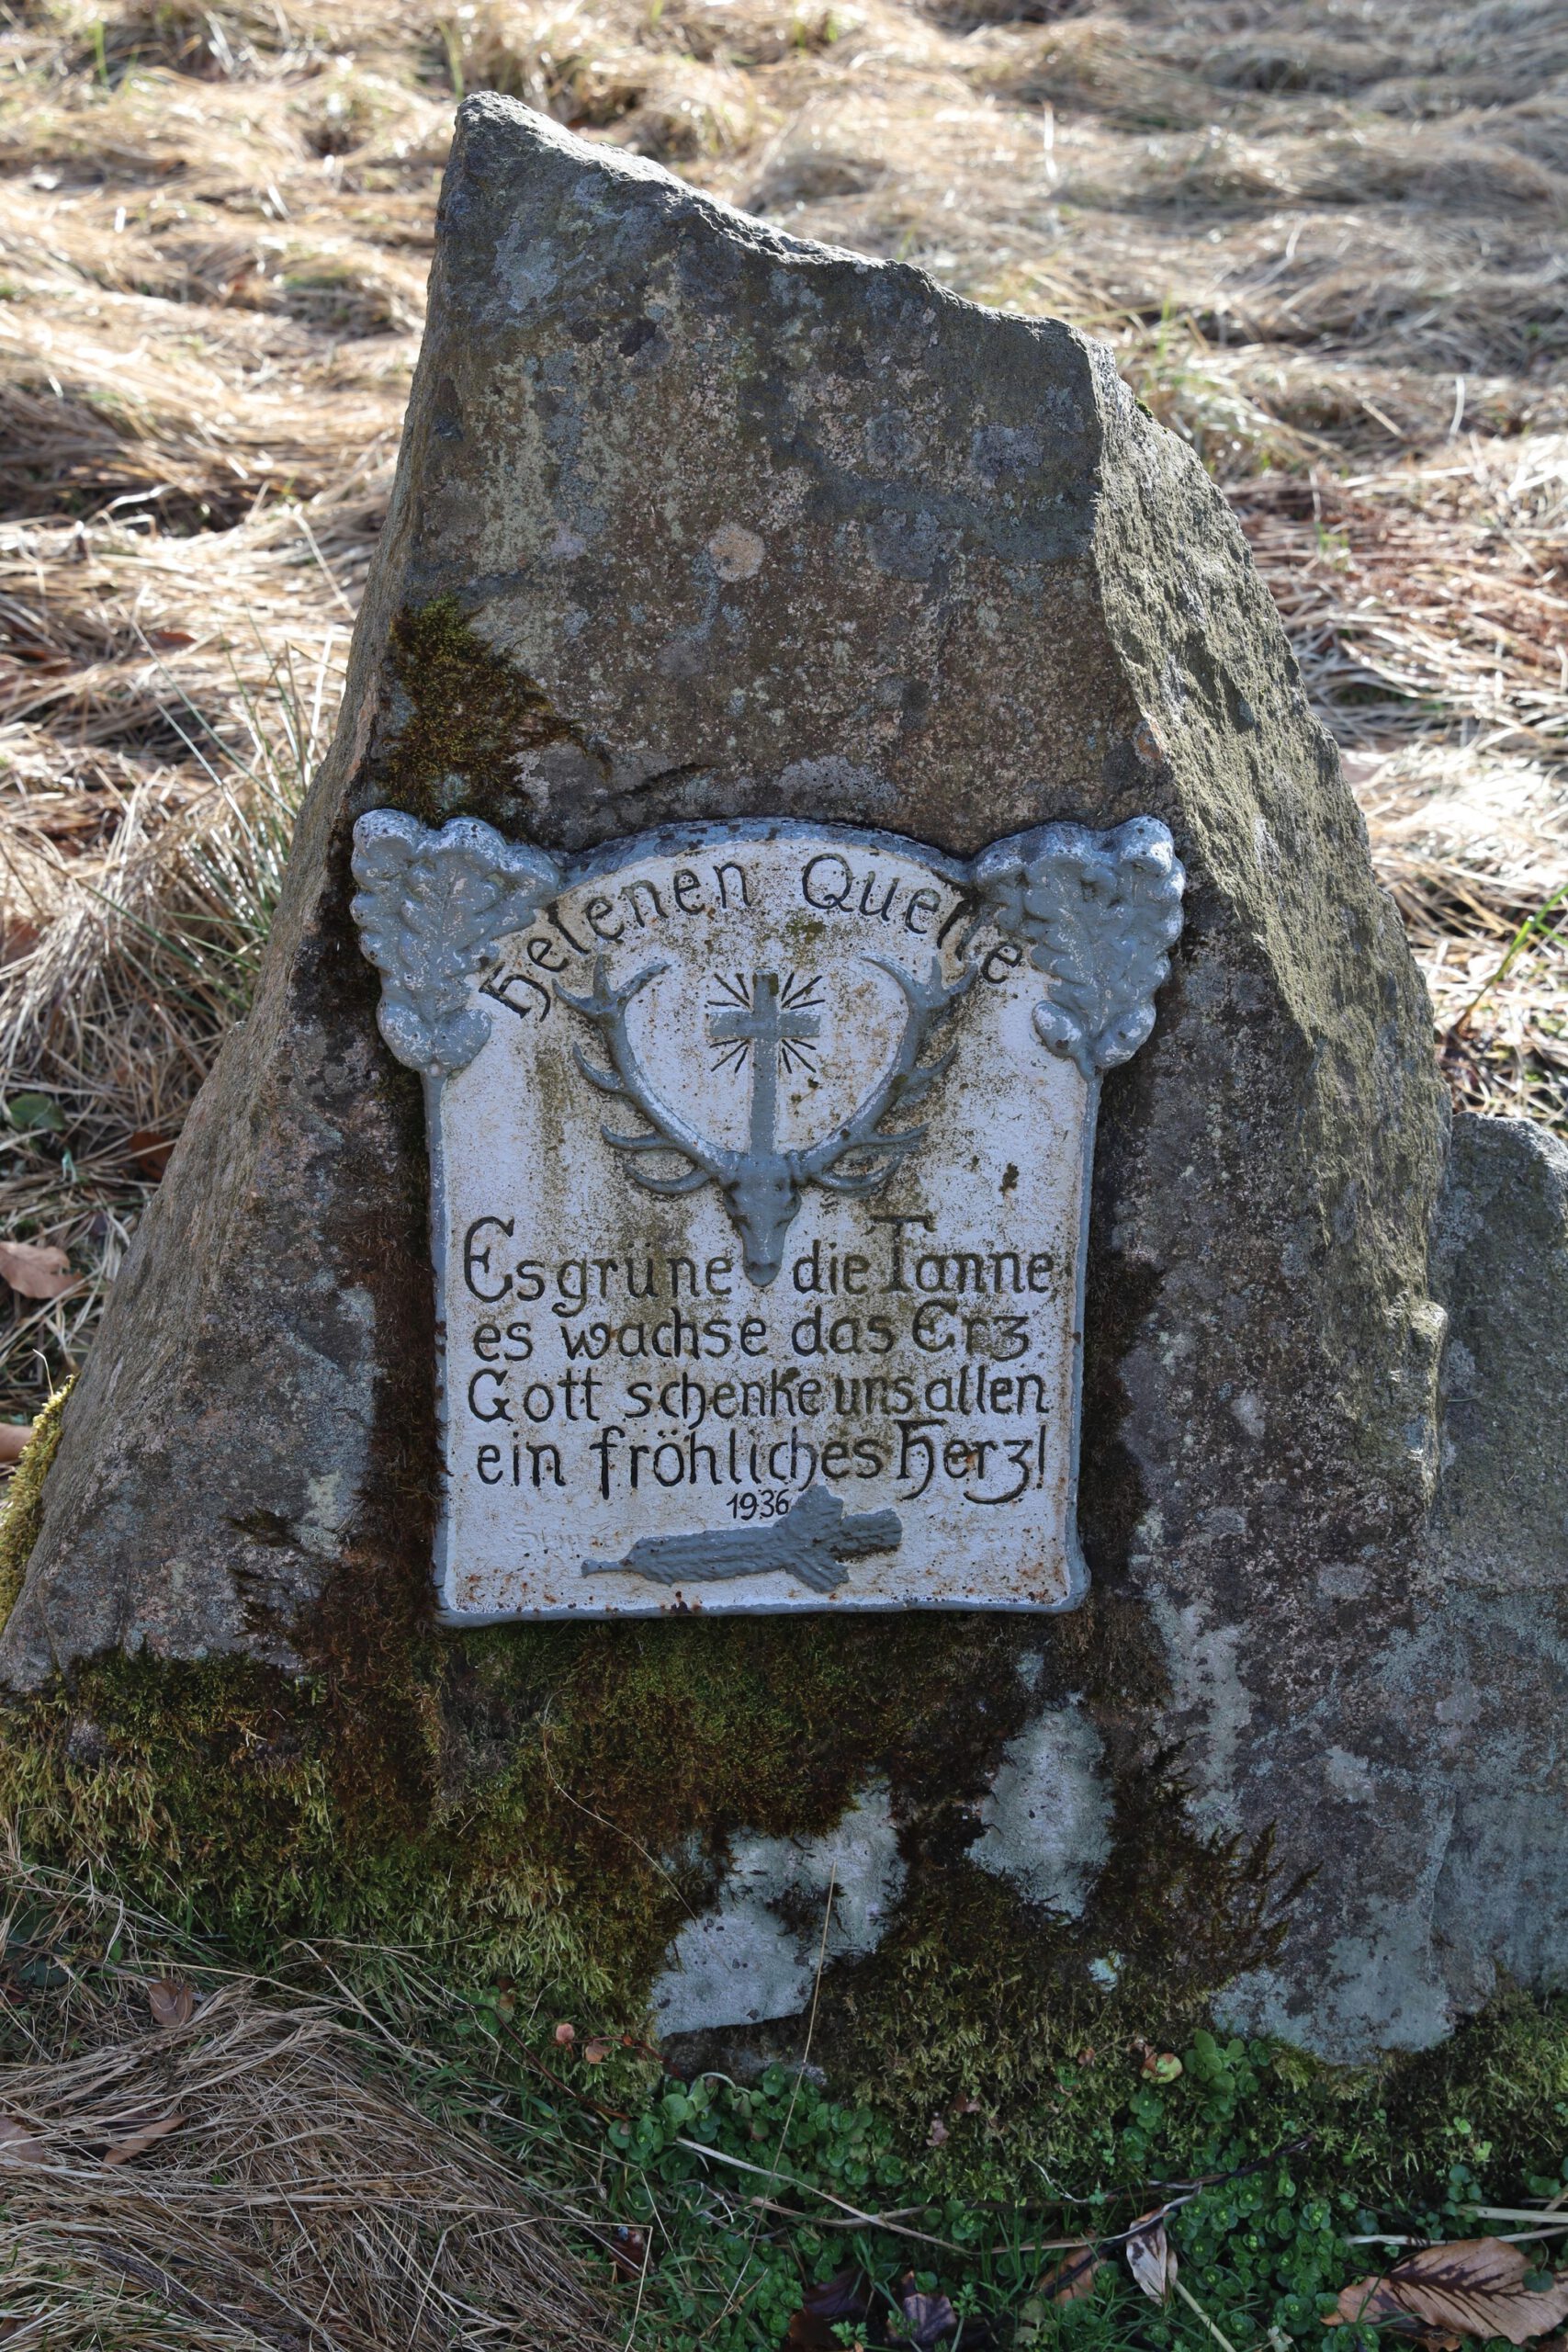 Helenen Quelle
Es grüne die Tanne
es wachse das Erz
Gott schenke uns allen
ein fröhliches Herz!
1936